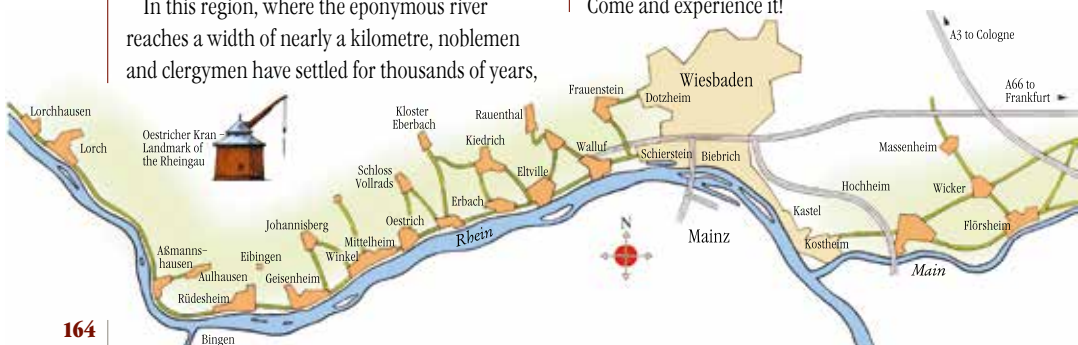 In this region, where the eponymous river
reaches a width of nearly a kilometre, noblemen
and clergymen have settled for thousands of years,
Come and experience it!
A3 to Cologne
A66 to
Frankfurt
Wiesbaden
Frauenstein
Dotzheim
Lorchhausen
Lorch
Oestricher Kran –
Landmark of
the Rheingau
Kloster
Eberbach
Rauenthal
Kiedrich
Walluf
Schierstein
Biebrich
Massenheim
Schloss
Vollrads
Eltville
Erbach
Hochheim
Wicker
Johannisberg
Oestrich
Mittelheim
Winkel
Rhein
N
Mainz
Kastel
Kostheim
Flörsheim
Main
Aßmanns-
hausen
Aulhausen
Eibingen
Geisenheim
Rüdesheim
Bingen
164